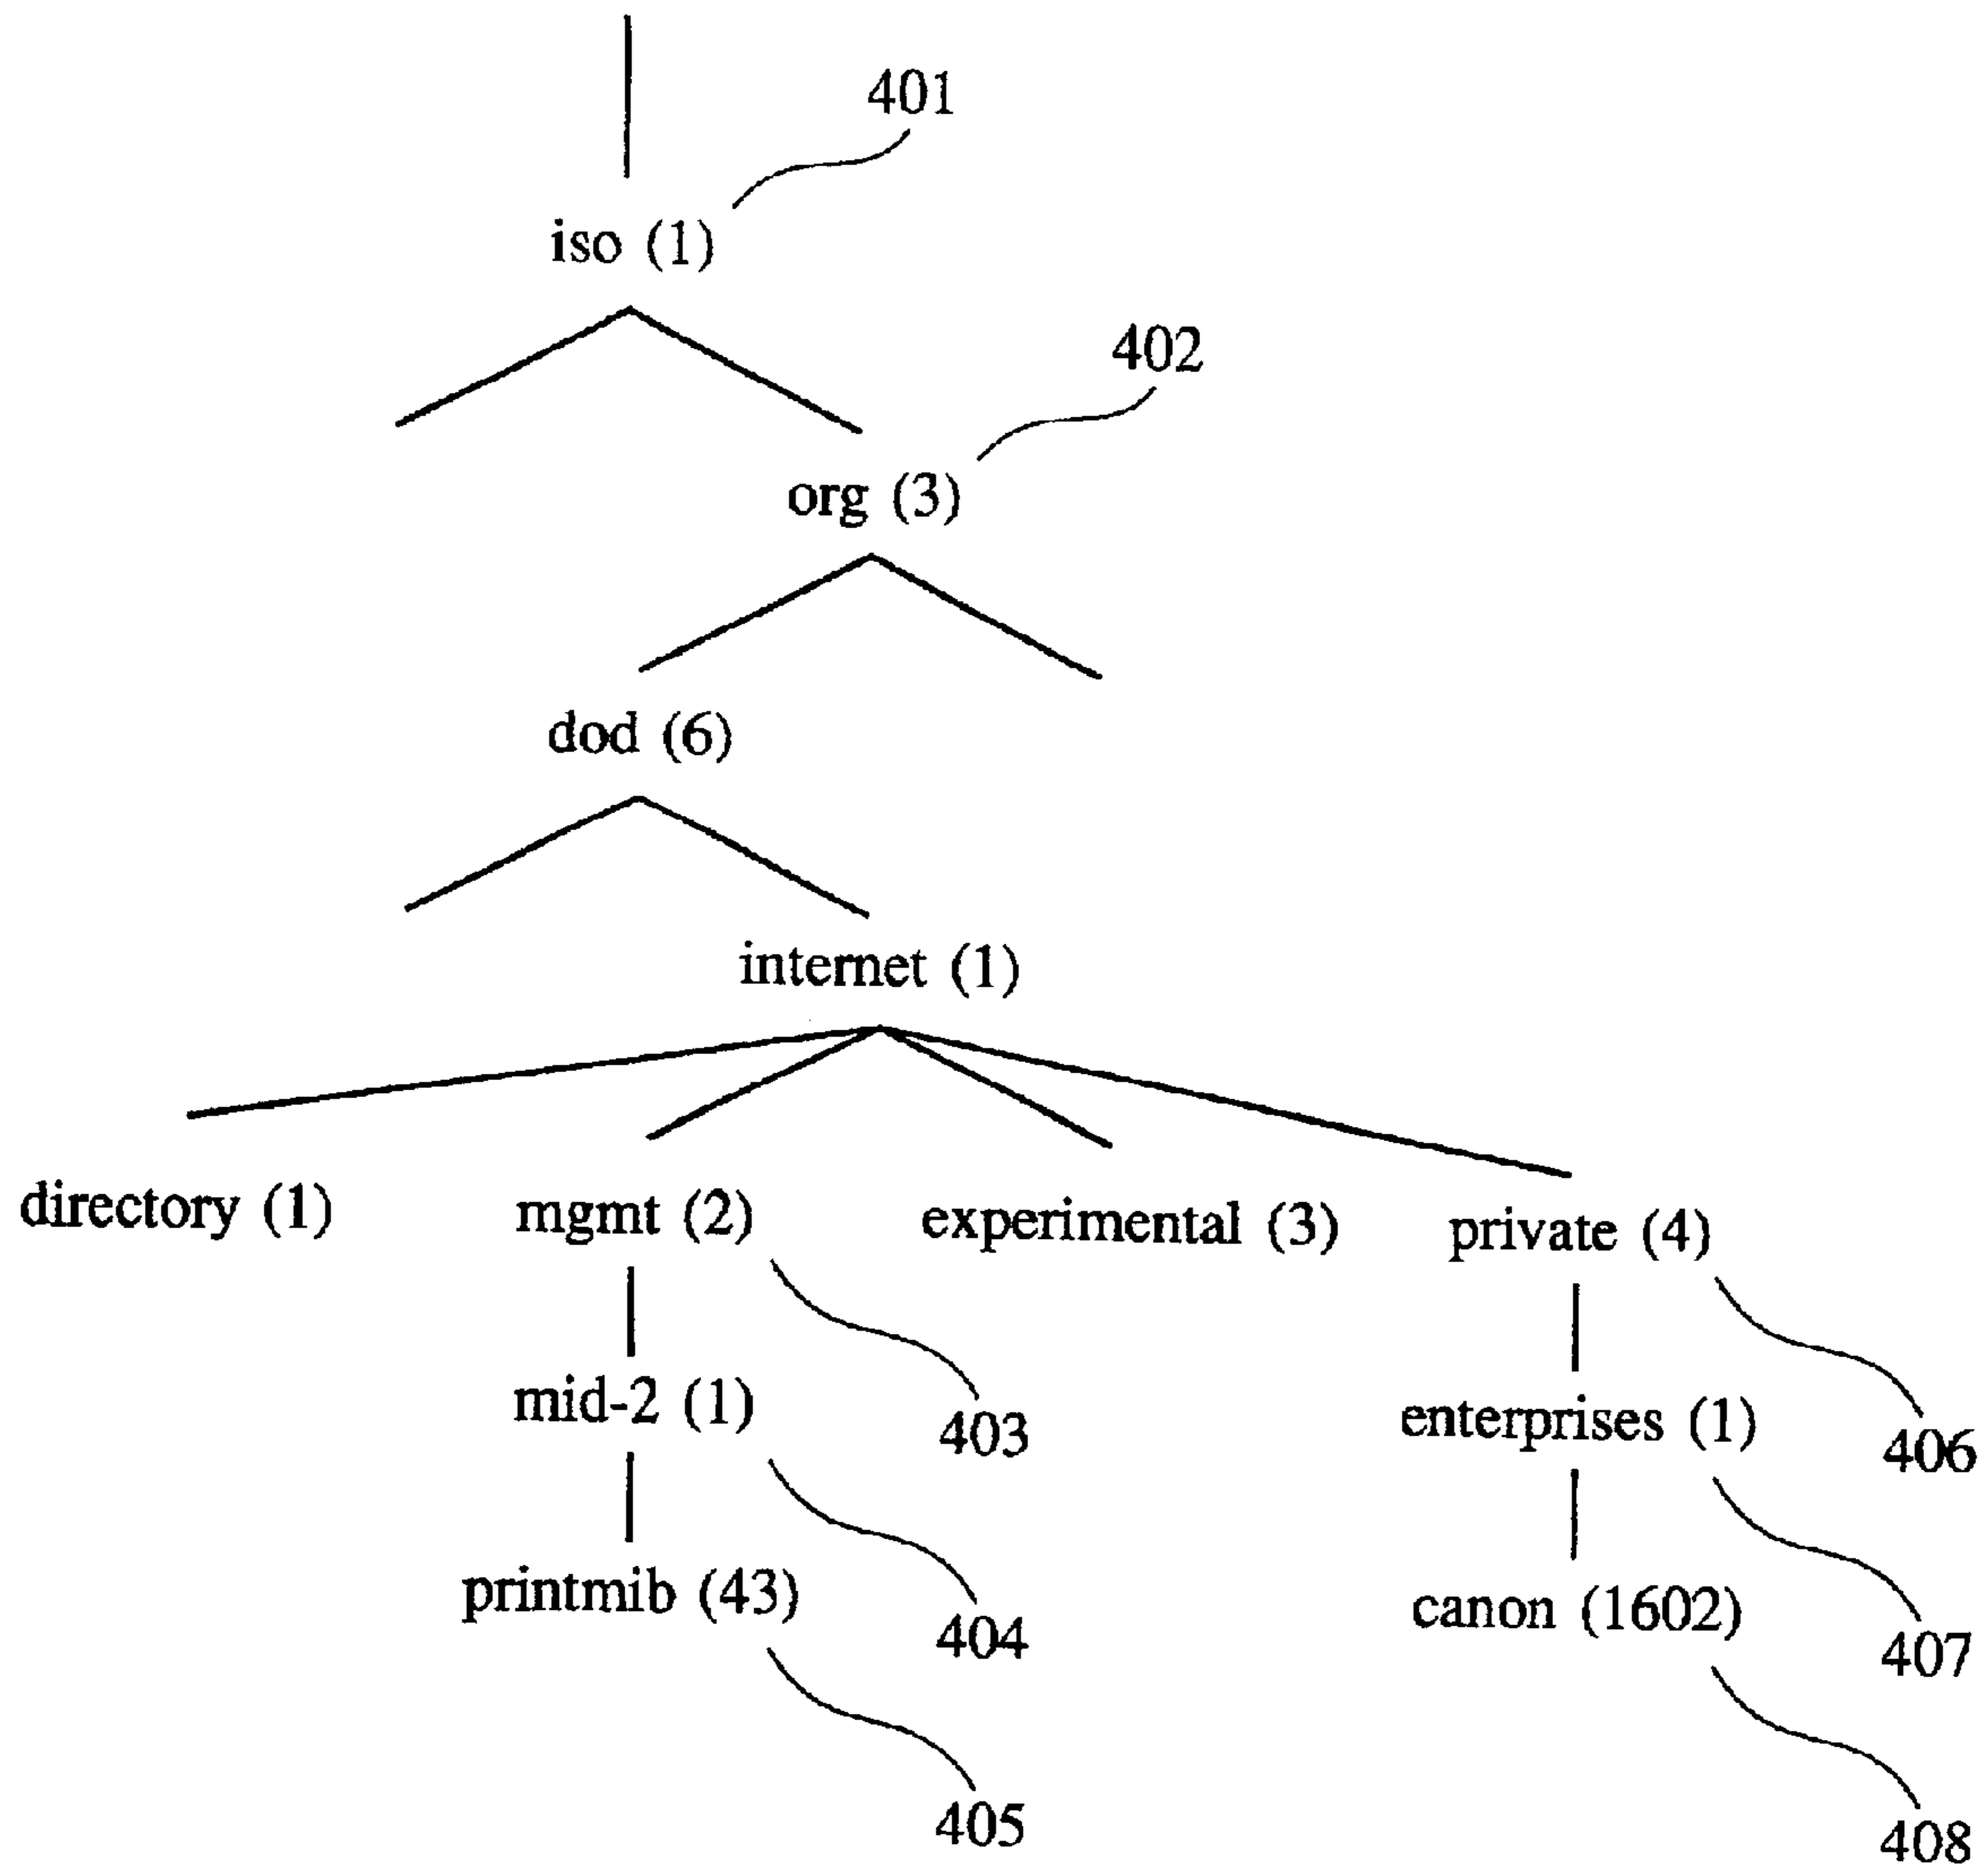 401
iso (1)
402
org (3)
dod (6)
internet (1)
directory (1) mgmt (2) experimental (3) private (4)
mid-2 (1) 403 enterprises (1) 406
printmib (43) 404 canon (1602) 407
405 408